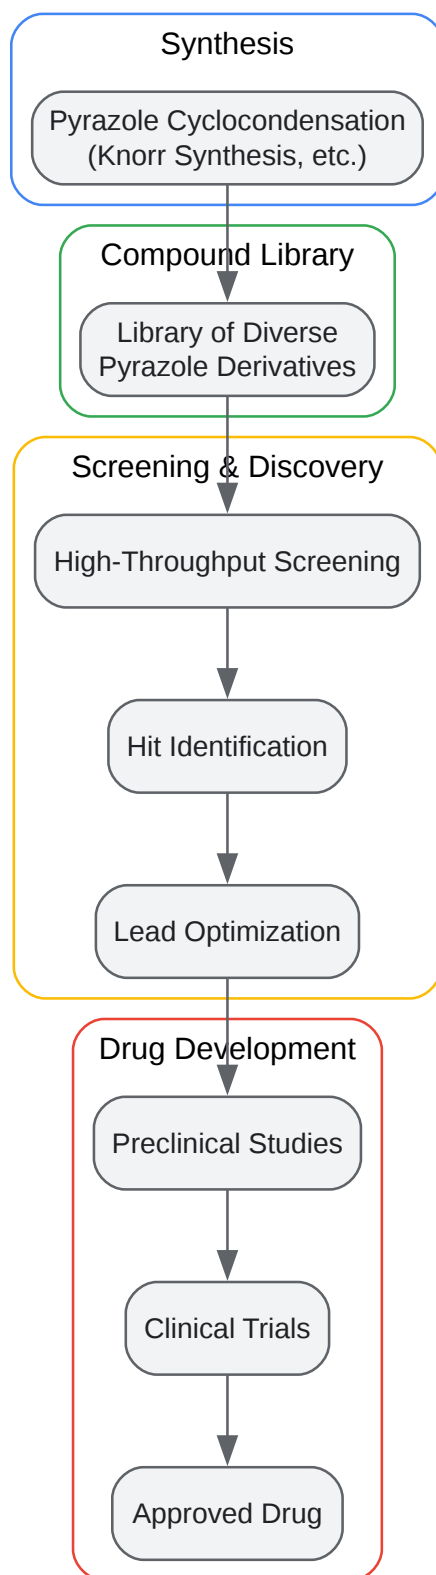 Synthesis
Pyrazole Cyclocondensation
(Knorr Synthesis, etc.)
Compound Library
Library of Diverse
Pyrazole Derivatives
Screening & Discovery
High-Throughput Screening
Hit Identification
Lead Optimization
Drug Development
Preclinical Studies
Clinical Trials
Approved Drug